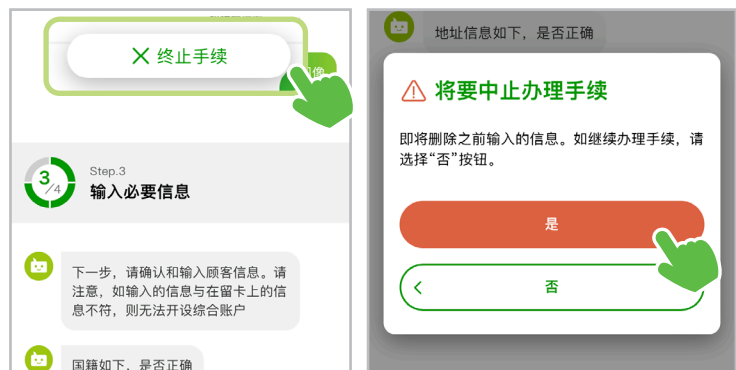 终止手续
像
3/4
Step.3
输入必要信息
下一步，请确认和输入顾客信息。请
注意，如输入的信息与在留卡上的信
息不符，则无法开设综合账户
国籍如下，是否正确
地址信息如下，是否正确
将要中止办理手续
即将删除之前输入的信息。如继续办理手续，请
选择“否”按钮。
是
否